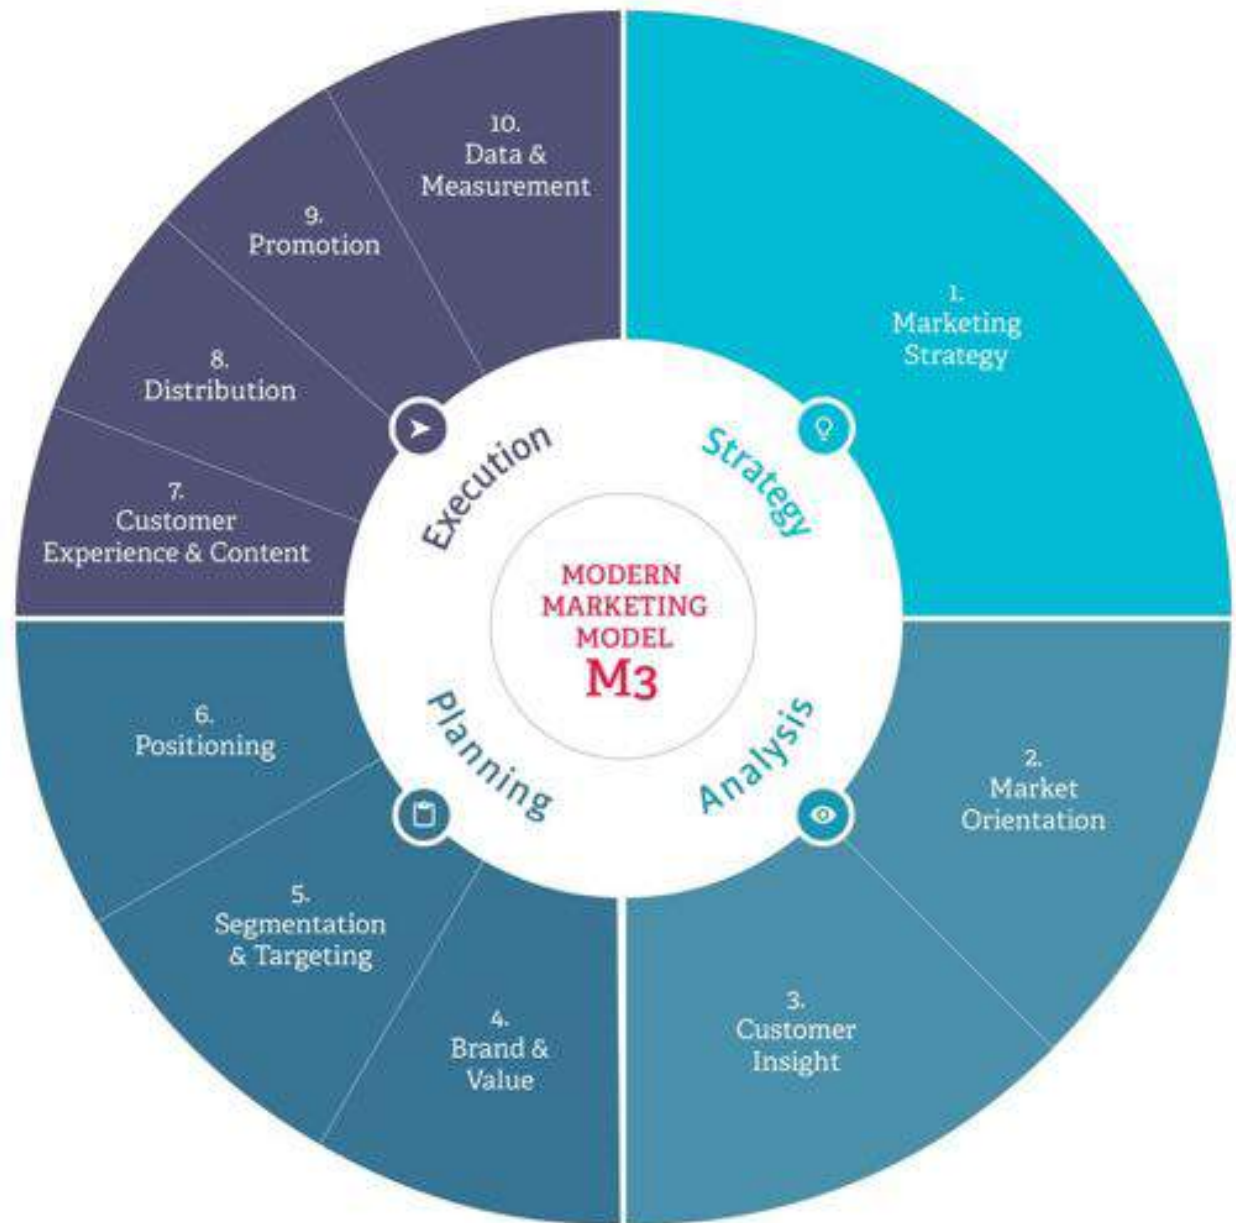 MODERN
MARKETING
MODEL
M3
Strategy
1.
Marketing
Strategy
Analysis
2.
Market
Orientation
3.
Customer
Insight
Planning
4.
Brand &
Value
5.
Segmentation
& Targeting
6.
Positioning
Execution
7.
Customer
Experience & Content
8.
Distribution
9.
Promotion
10.
Data &
Measurement